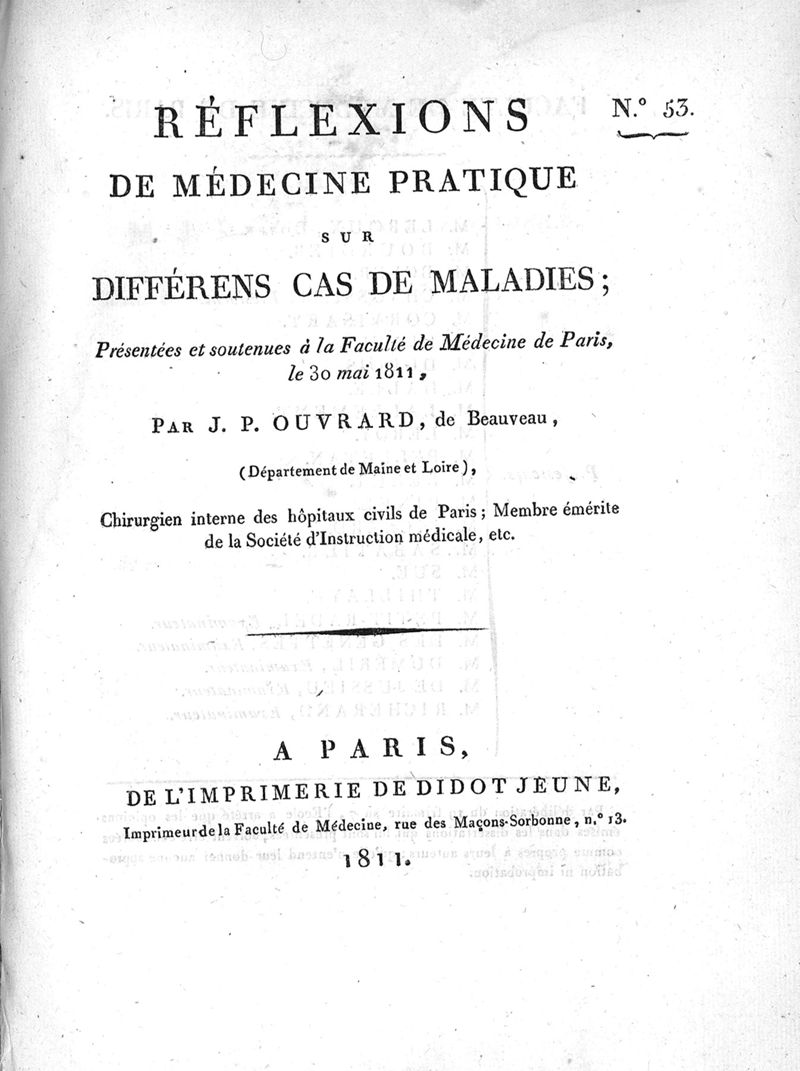 N.º 53.
RÉFLEXIONS
DE MÉDECINE PRATIQUE
SUR
DIFFÉRENS CAS DE MALADIES;
Présentées et soutenues à la Faculté de Médecine de Paris,
le 30 mai 1811,
PAR J. P. OUVRARD, de Beauveau,
(Département de Maine et Loire),
Chirurgien interne des hôpitaux civils de Paris; Membre émérite
de la Société d'Instruction médicale, etc.
A PARIS,
DE L'IMPRIMERIE DE DIDOT JEUNE,
Imprimeur de la Faculté de Médecine, rue des Maçons-Sorbonne, n.º 13.
1811.